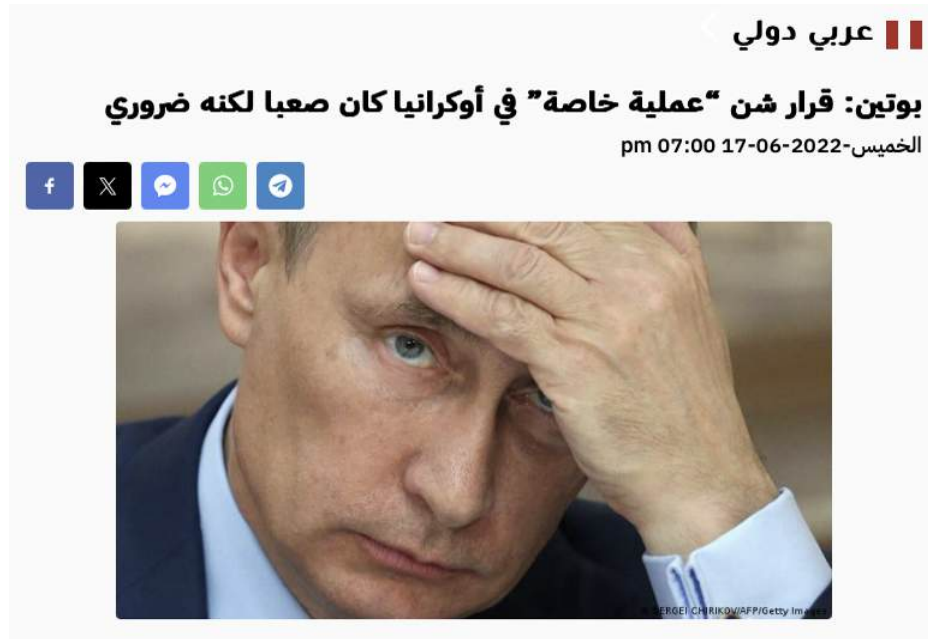 عربي دولي
بوتين: قرار شن “عملية خاصة” في أوكرانيا كان صعبا لكنه ضروري
الخميس-2022-06-17 07:00 pm
© SERGEI CHIRIKOV/AFP/Getty Images